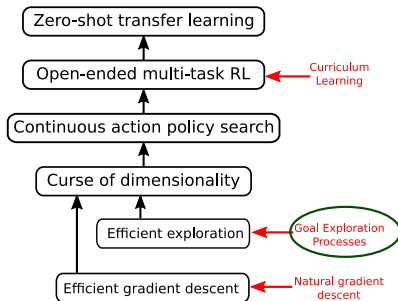 Zero-shot transfer learning
Open-ended multi-task RL
Curriculum
Learning
Continuous action policy search
Curse of dimensionality
Efficient exploration
Goal Exploration
Processes
Efficient gradient descent
Natural gradient
descent